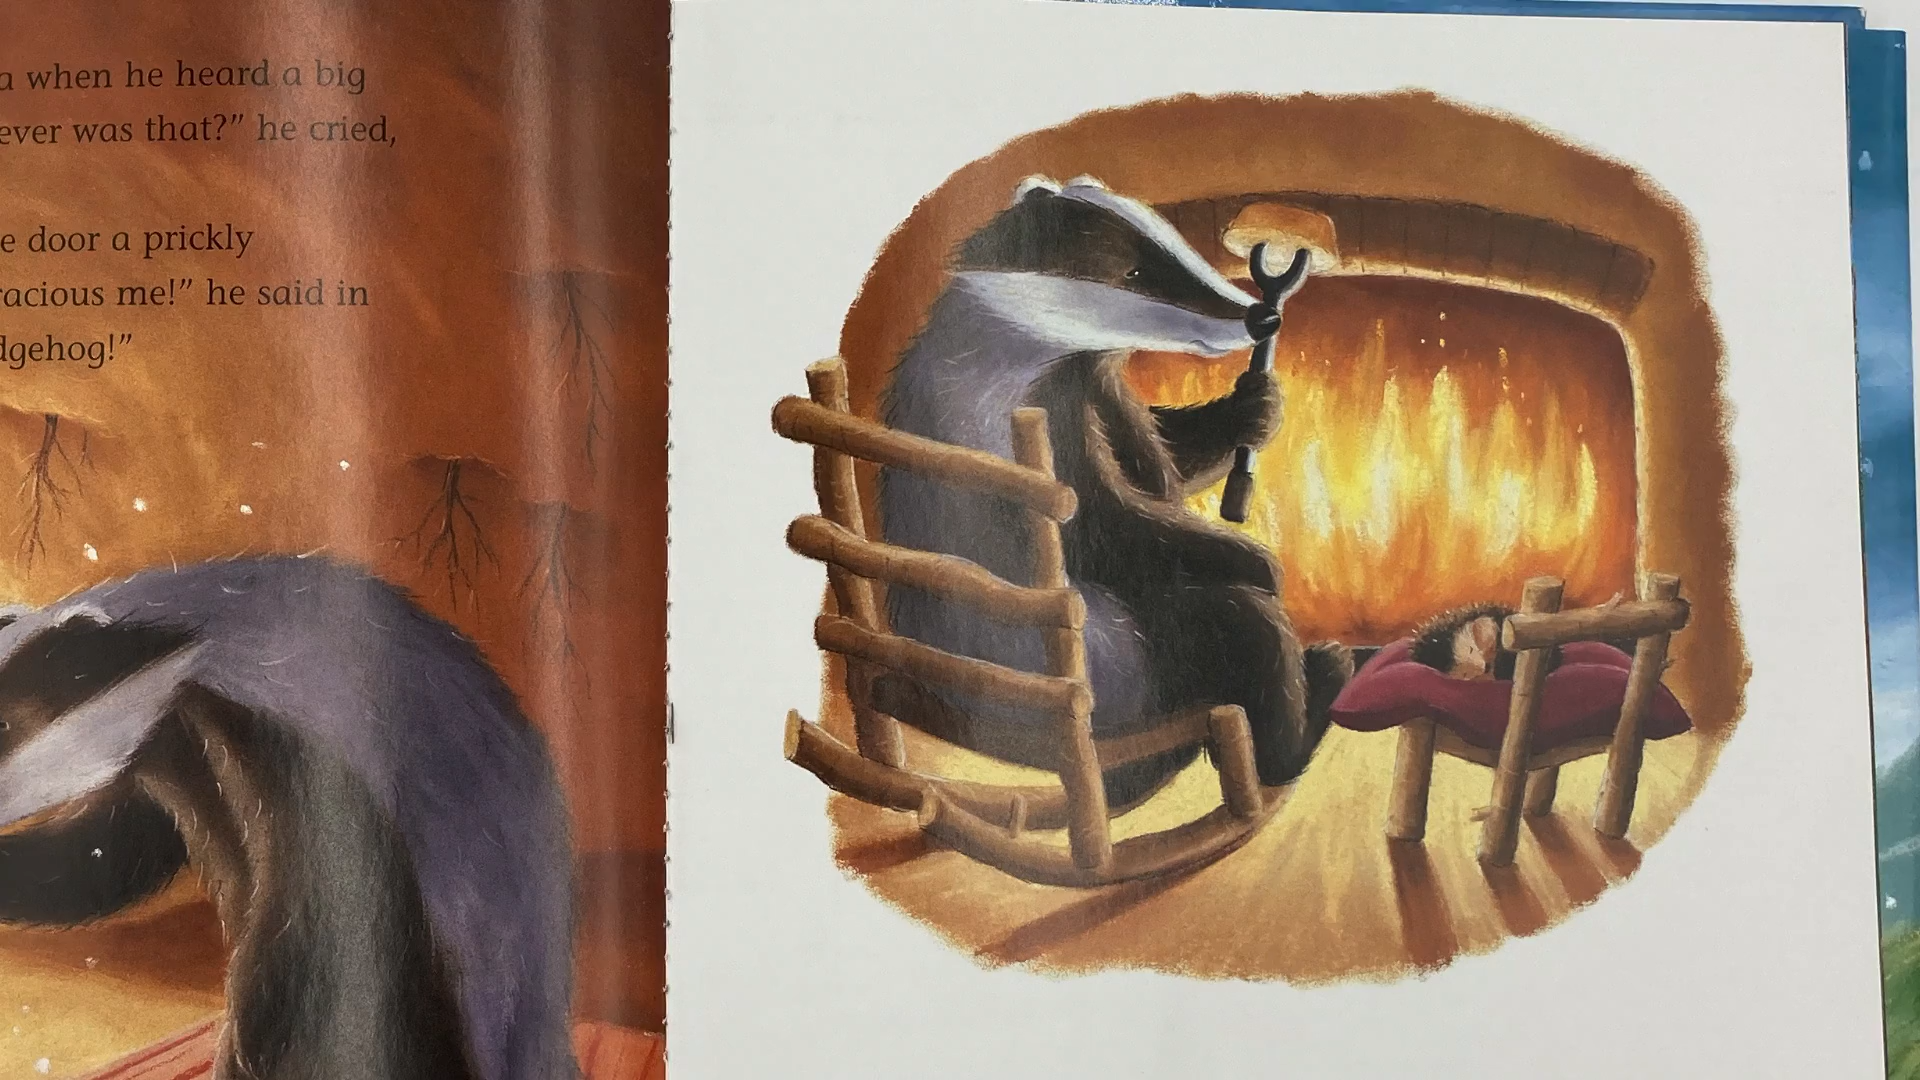 a when he heard a big
ever was that?” he cried,
e door a prickly
racious me!” he said in
dgehog!”